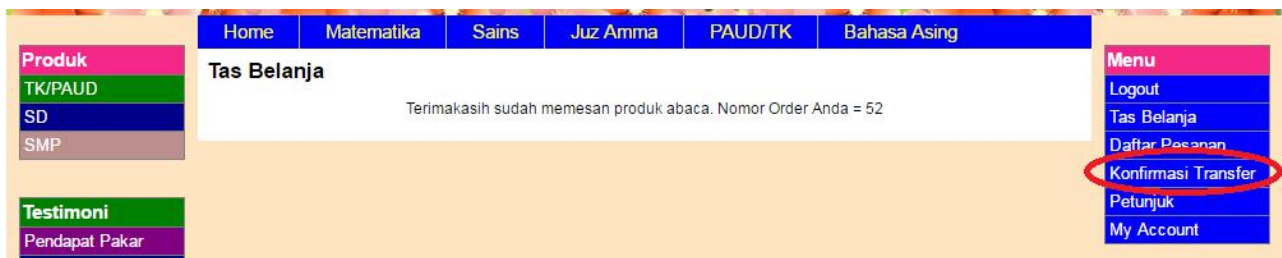 Home Matematika Sains Juz Amma PAUD/TK Bahasa Asing
Produk
TK/PAUD
SD
SMP
Testimoni
Pendapat Pakar
Tas Belanja
Terimakasih sudah memesan produk abaca. Nomor Order Anda = 52
Menu
Logout
Tas Belanja
Daftar Pesanan
Konfirmasi Transfer
Petunjuk
My Account